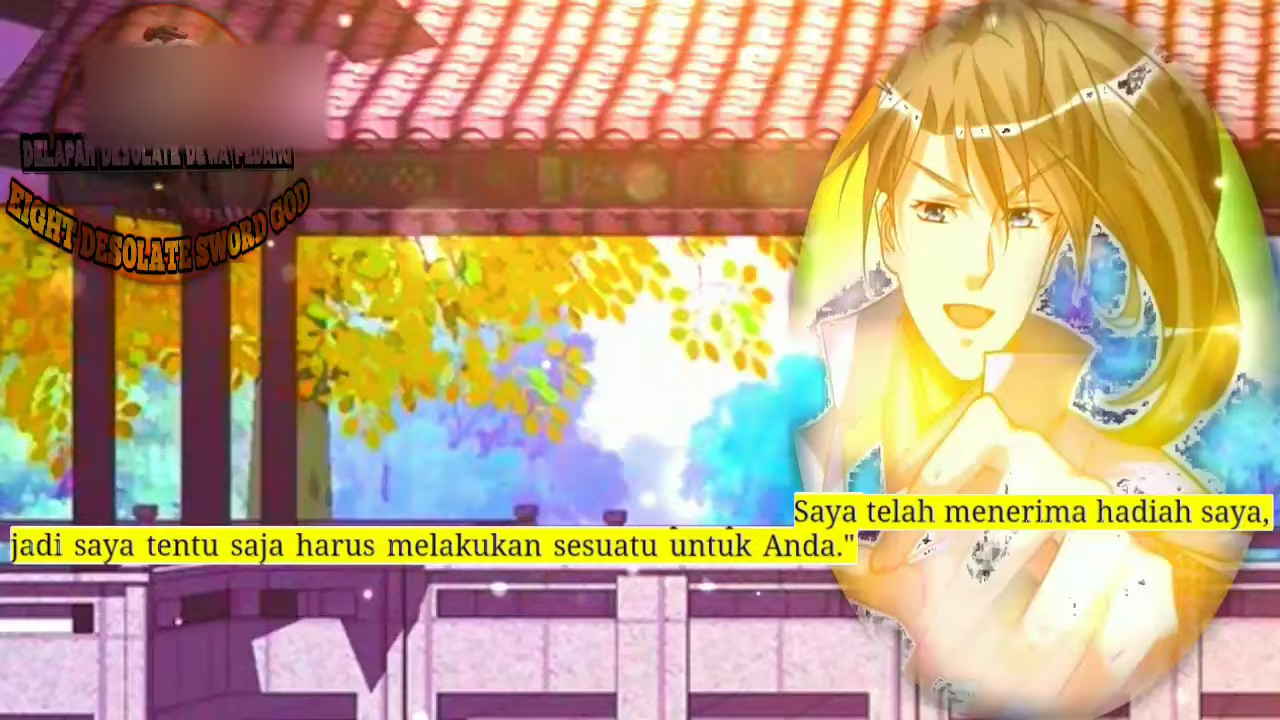 DELAPAN DESOLATE DEWA PEDANG
EIGHT DESOLATE SWORD GOD
Saya telah menerima hadiah saya,
jadi saya tentu saja harus melakukan sesuatu untuk Anda."